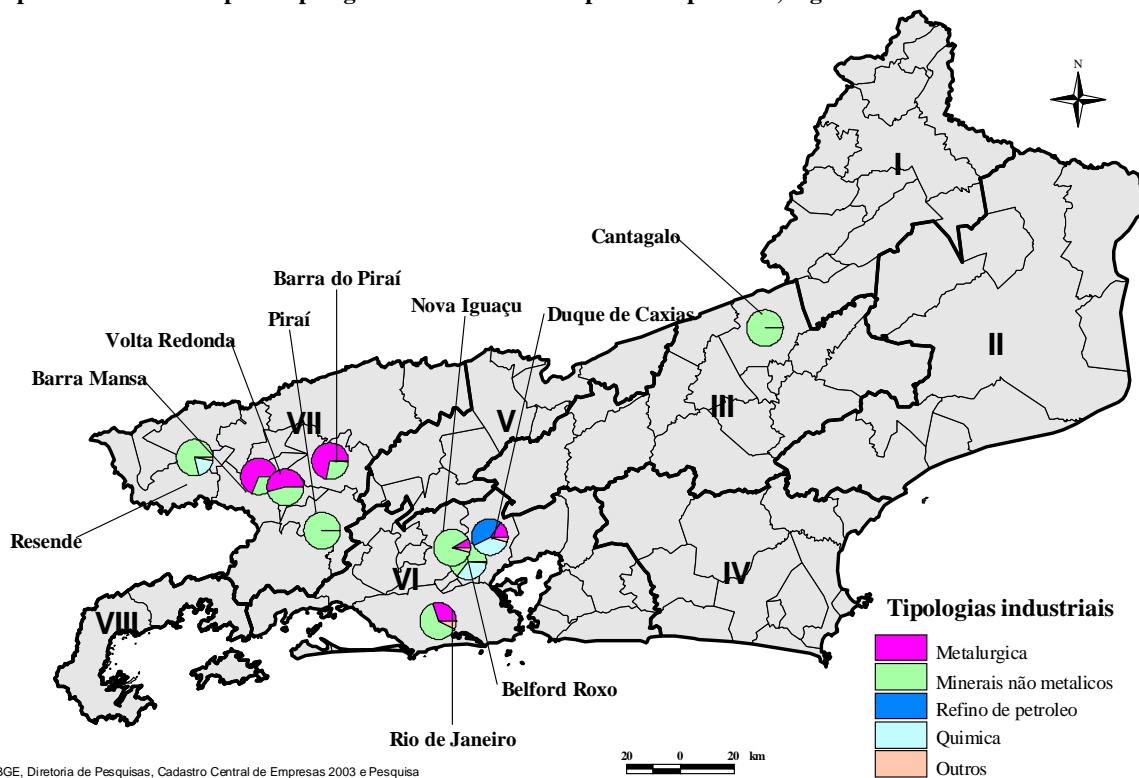 N
I
Cantagalo
Barra do Piraí
Nova Iguaçu
Piraí
Duque de Caxias
Volta Redonda
II
Barra Mansa
III
V
VII
Resende
VI
IV
VIII
Tipologias industriais
Metalurgica
Minerais não metalicos
Refino de petroleo
Quimica
Outros
Belford Roxo
Rio de Janeiro
20 0 20 km
BGE, Diretoria de Pesquisas, Cadastro Central de Empresas 2003 e Pesquisa